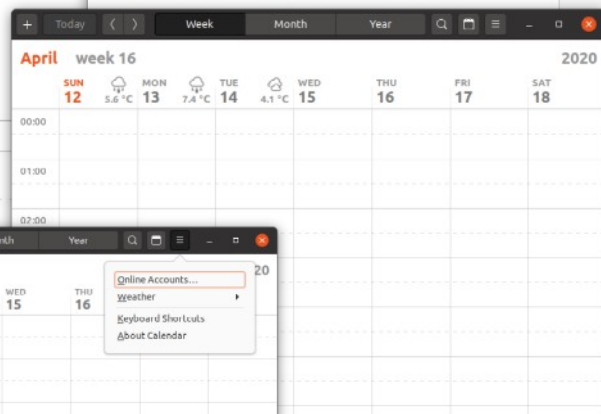 Today Week Month Year
April week 16 2020
SUN MON TUE WED THU FRI SAT
12 5.6 °C 13 7.4 °C 14 4.1 °C 15 16 17 18
00:00
01:00
02:00
nth Year
20
WED THU
15 16
Online Accounts...
Weather
Keyboard Shortcuts
About Calendar